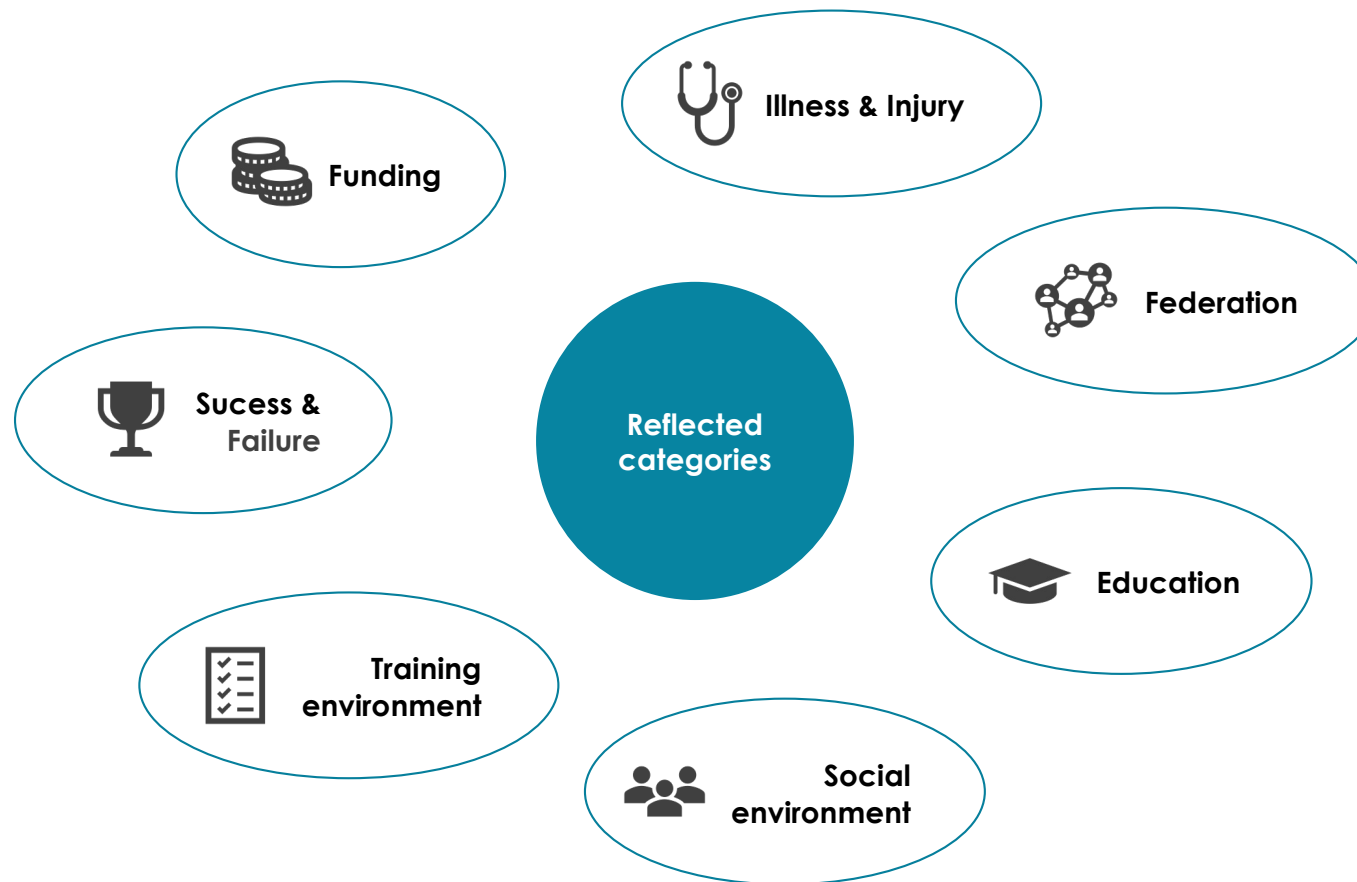 Illness & Injury
Funding
Federation
Sucess &
Failure
Reflected
categories
Education
Training
environment
Social
environment